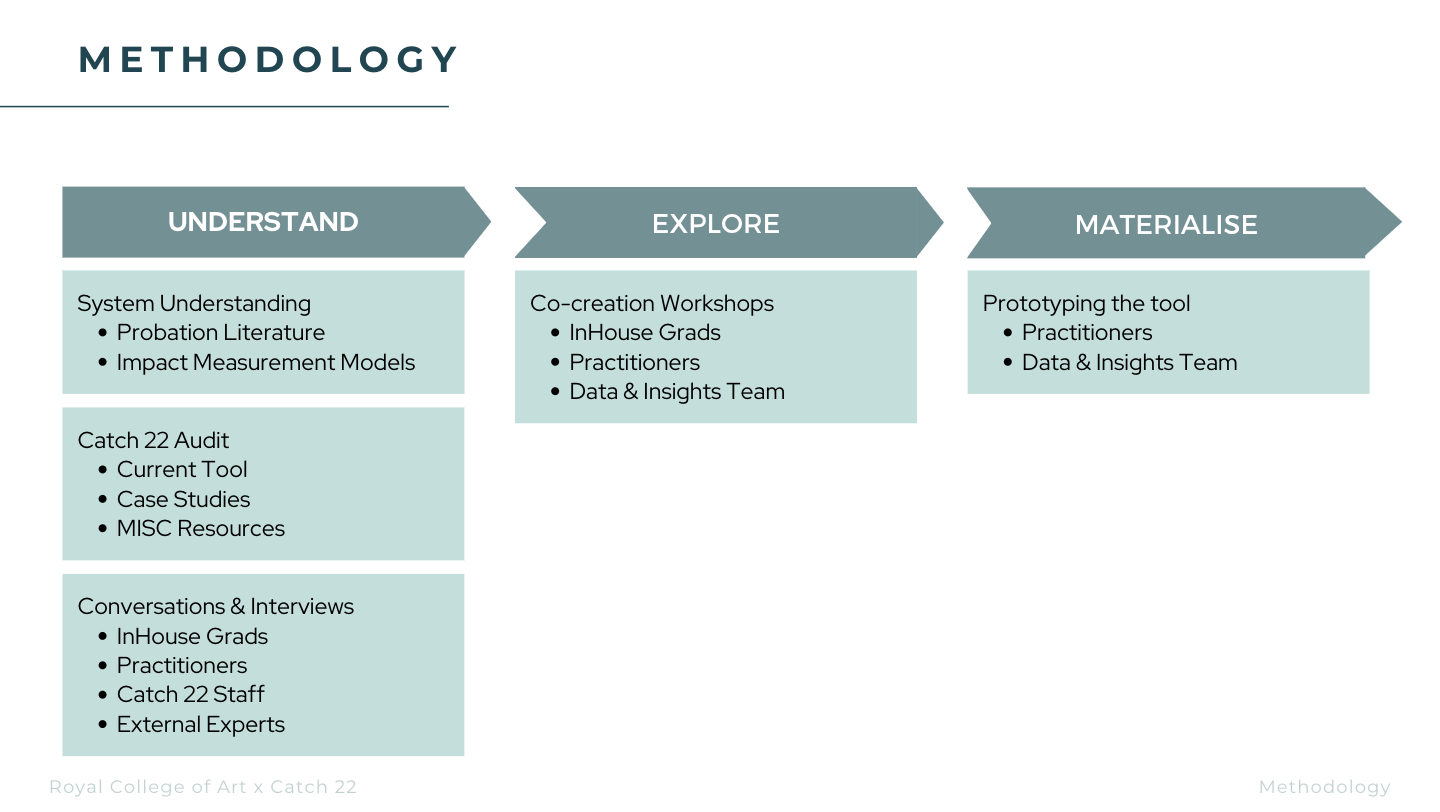 METHODOLOGY
UNDERSTAND
System Understanding
• Probation Literature
• Impact Measurement Models
Catch 22 Audit
• Current Tool
• Case Studies
• MISC Resources
Conversations & Interviews
• InHouse Grads
• Practitioners
• Catch 22 Staff
• External Experts
EXPLORE
Co-creation Workshops
• InHouse Grads
• Practitioners
• Data & Insights Team
MATERIALISE
Prototyping the tool
• Practitioners
• Data & Insights Team
Royal College of Art x Catch 22
Methodology